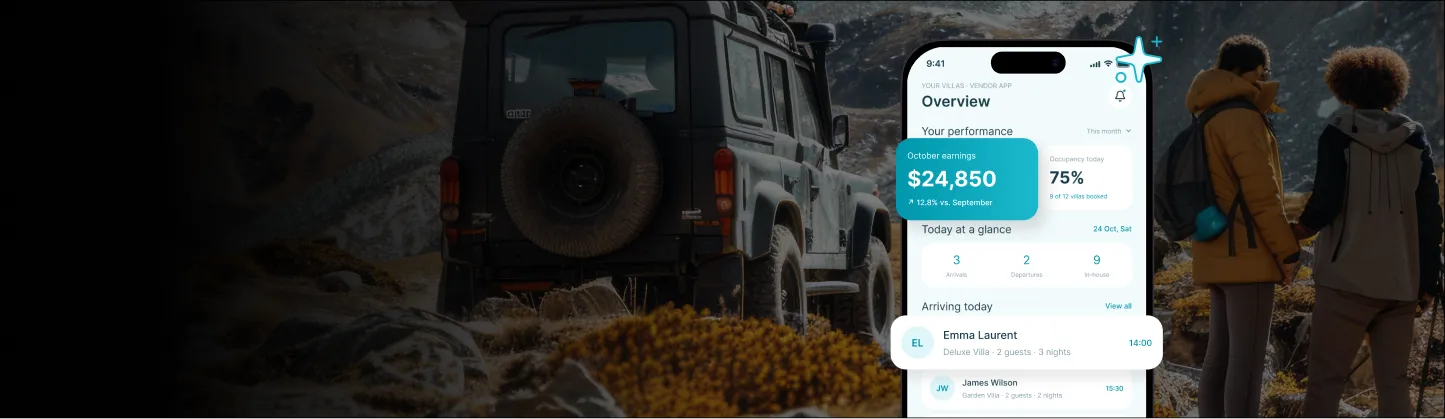 9:41
YOUR VILLAS · VENDOR APP
Overview
Your performance
This month
October earnings
$24,850
↗ 12.8% vs. September
Occupancy today
75%
9 of 12 villas booked
Today at a glance
24 Oct, Sat
3
Arrivals
2
Departures
9
In-house
Arriving today
View all
EL
Emma Laurent
Deluxe Villa · 2 guests · 3 nights
14:00
JW
James Wilson
Garden Villa · 2 guests · 2 nights
15:30